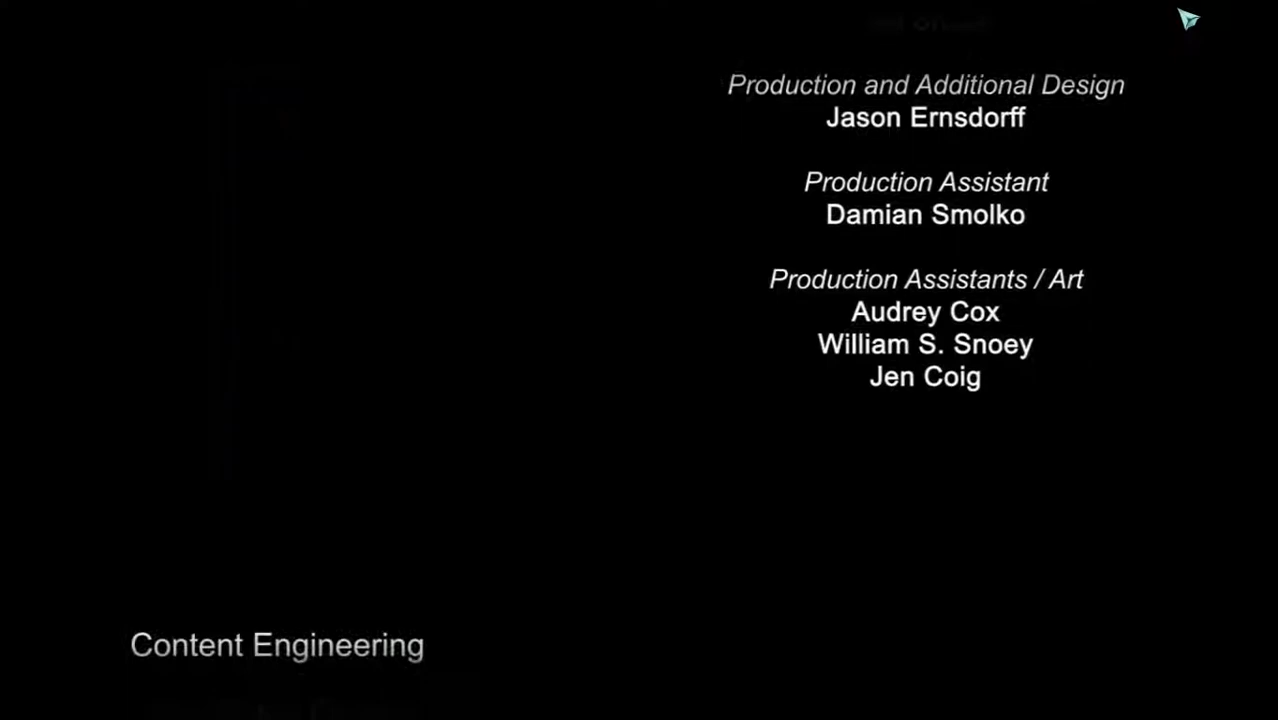 Production and Additional Design
Jason Ernsdorff
Production Assistant
Damian Smolko
Production Assistants / Art
Audrey Cox
William S. Snoey
Jen Coig
Content Engineering